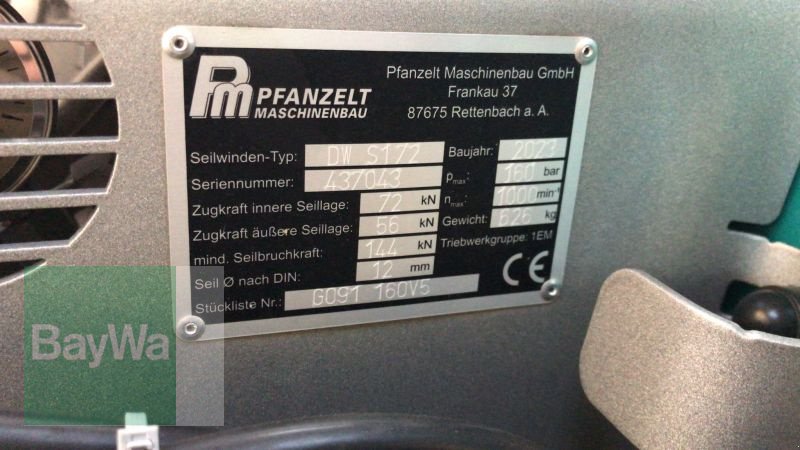 Pm PFANZELT
MASCHINENBAU
Pfanzelt Maschinenbau GmbH
Frankau 37
87675 Rettenbach a. A.
Seilwinden-Typ: DW S172
Baujahr: 2023
Seriennummer: 437043
pmax: 160 bar
Zugkraft innere Seillage: 72 kN
nmax: 1000 min-1
Zugkraft äußere Seillage: 56 kN
Gewicht: 626 kg
mind. Seilbruchkraft: 144 kN
Triebwerkgruppe: 1EM
Seil Ø nach DIN: 12 mm
CE
Stückliste Nr.: G091 160V5
BayWa